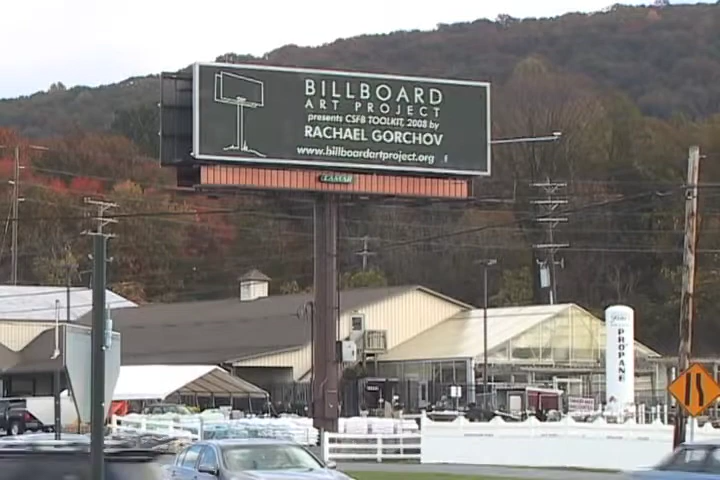 BILLBOARD
ART PROJECT
presents CSFB TOOLKIT, 2008 by
RACHAEL GORCHOV
www.billboardartproject.org
LAMAR
PROPANE